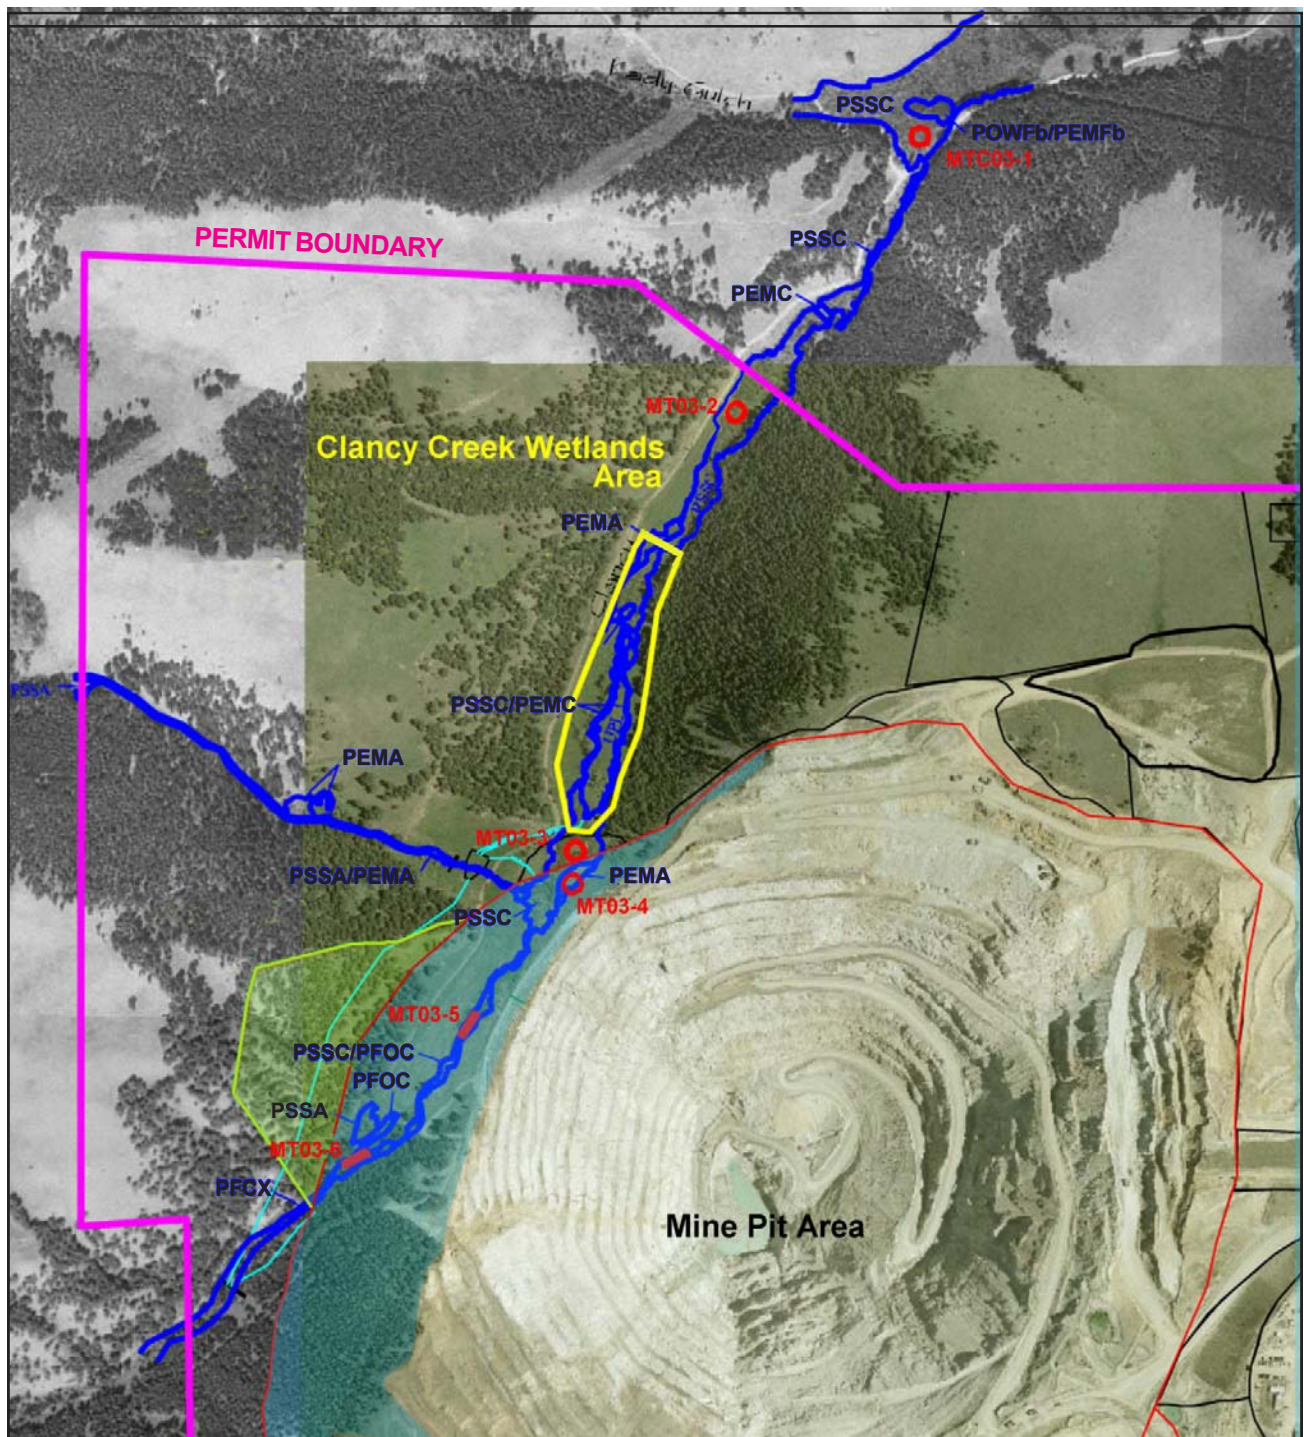 Gulch
PSSC
POWFb/PEMFb
MTC03-1
PERMIT BOUNDARY
PSSC
PEMC
MT03-2
Clancy Creek Wetlands
Area
PEMA
PSSC/PEMC
UPL
PSSA
PEMA
MT03-3
PSSA/PEMA
PEMA
MT03-4
PSSC
MT03-5
PSSC/PFOC
PFOC
PSSA
MT03-6
PFCX
Mine Pit Area